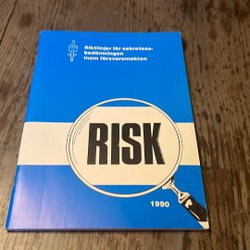 Riktlinjer för sekretess-
bedömningen
inom försvarsmakten
RISK
1990